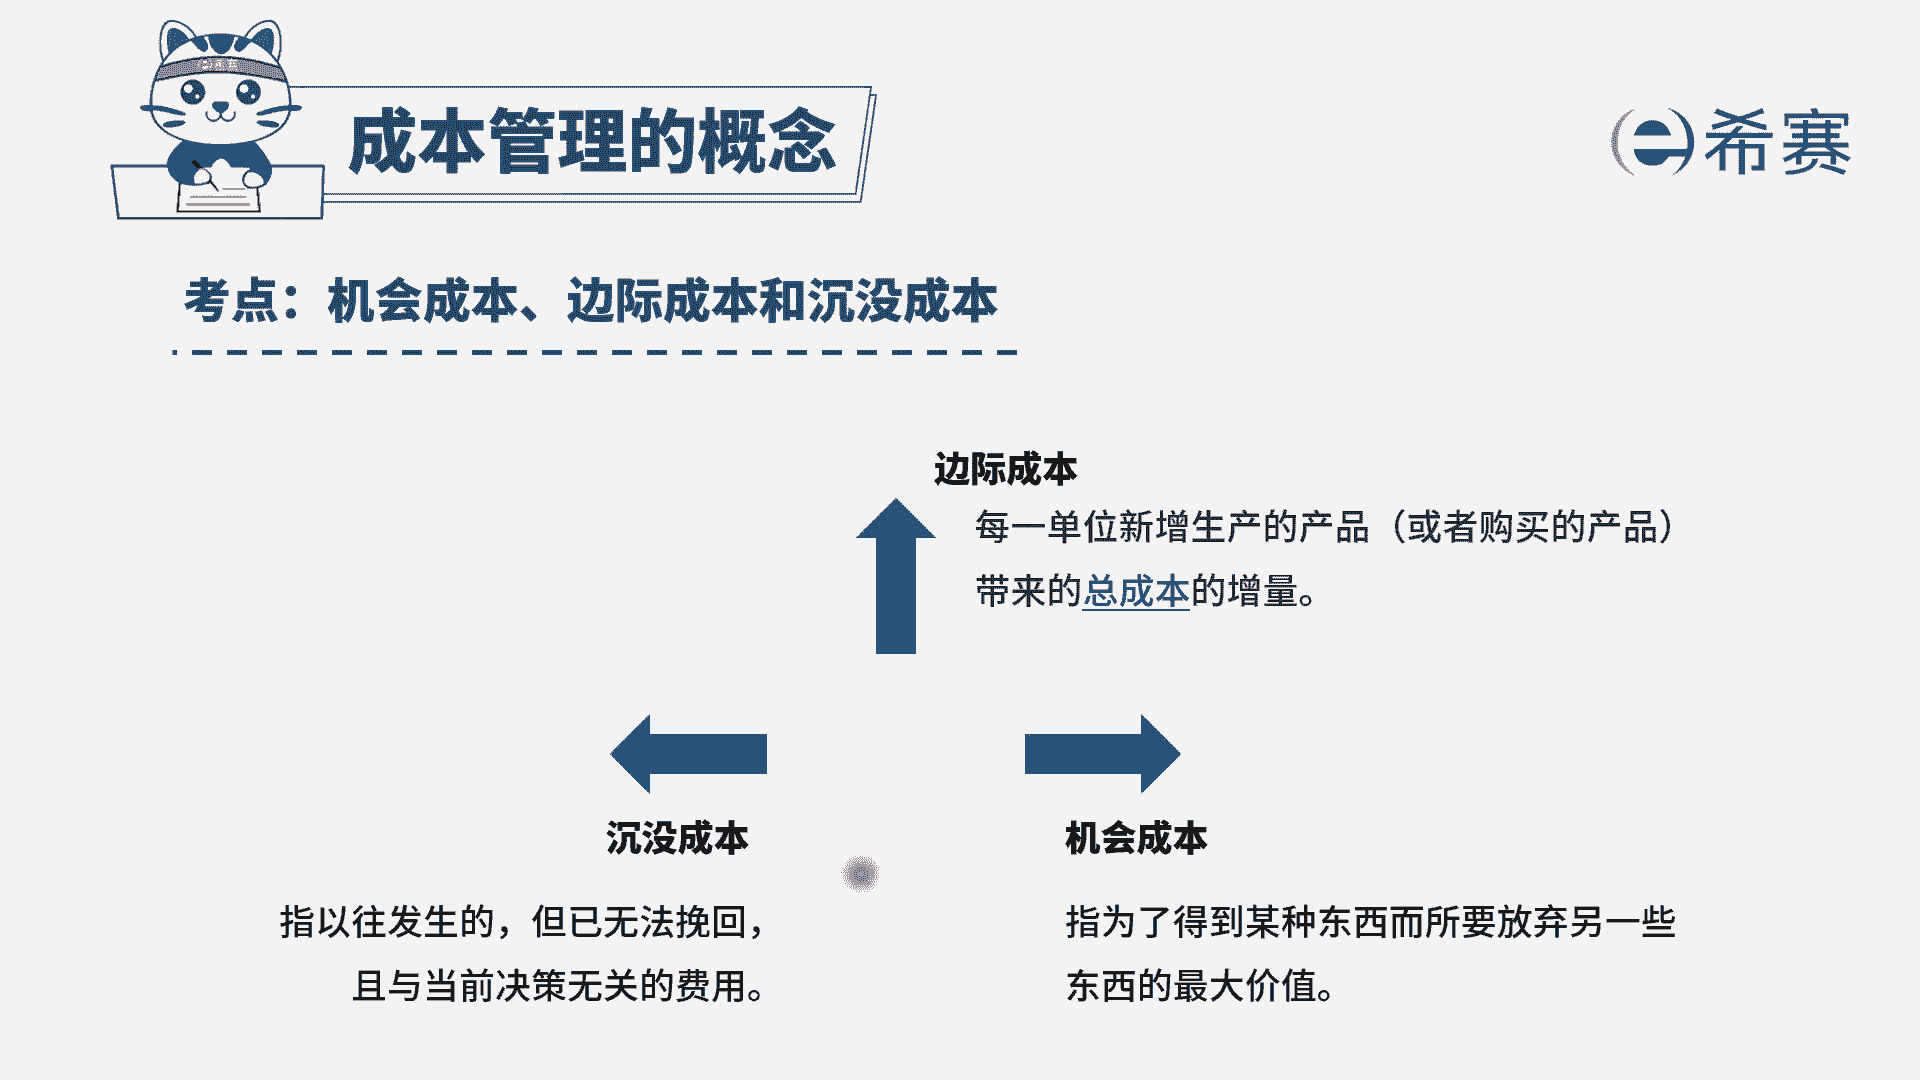 成本管理的概念
希赛
考点：机会成本、边际成本和沉没成本
边际成本
每一单位新增生产的产品（或者购买的产品）
带来的总成本的增量。
沉没成本
指以往发生的，但已无法挽回，
且与当前决策无关的费用。
机会成本
指为了得到某种东西而所要放弃另一些
东西的最大价值。